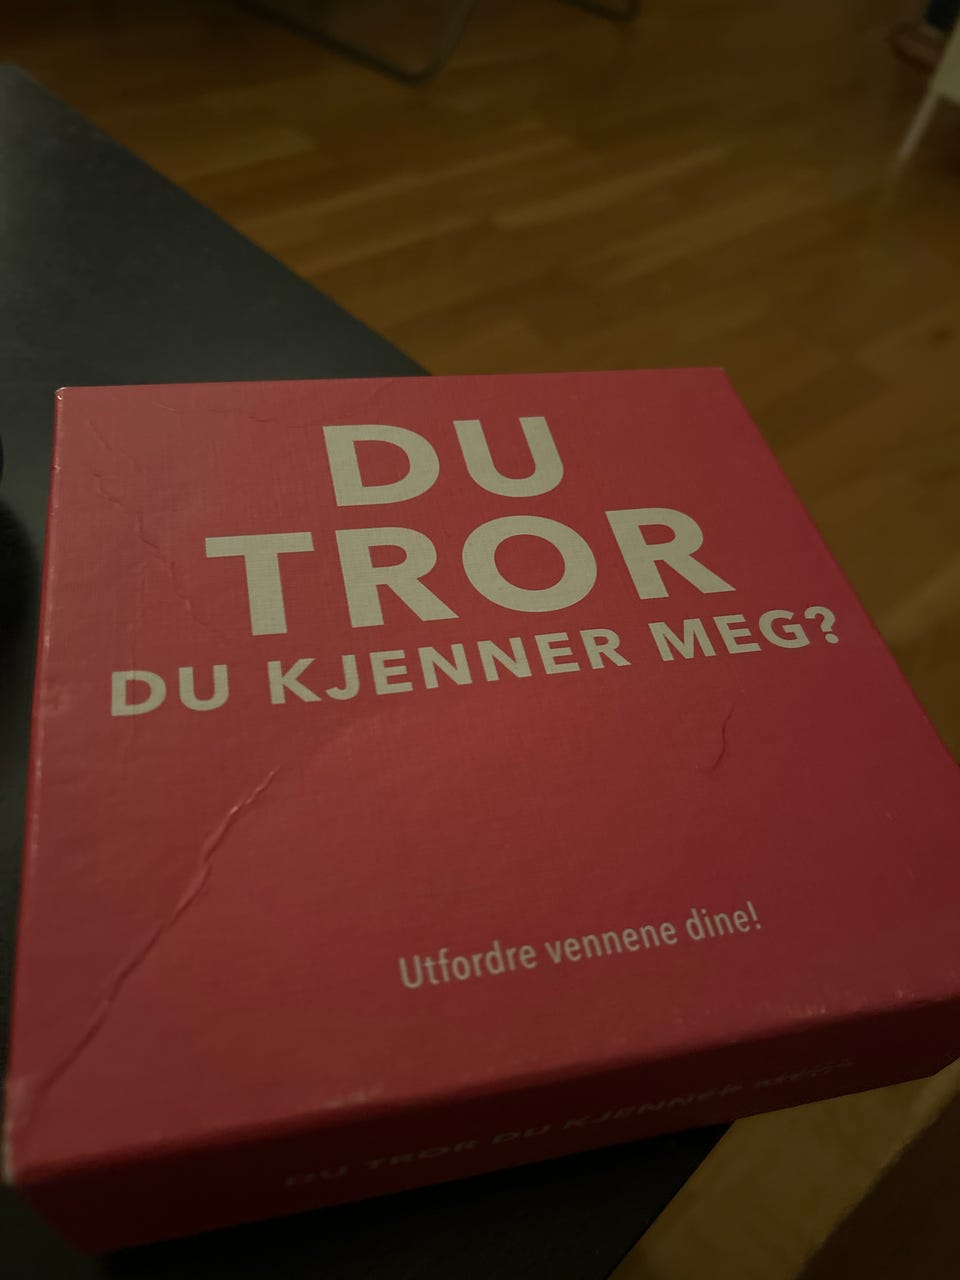 DU
TROR
DU KJENNER MEG?
Utfordre vennene dine!
DU TROR DU KJENNER MEG?